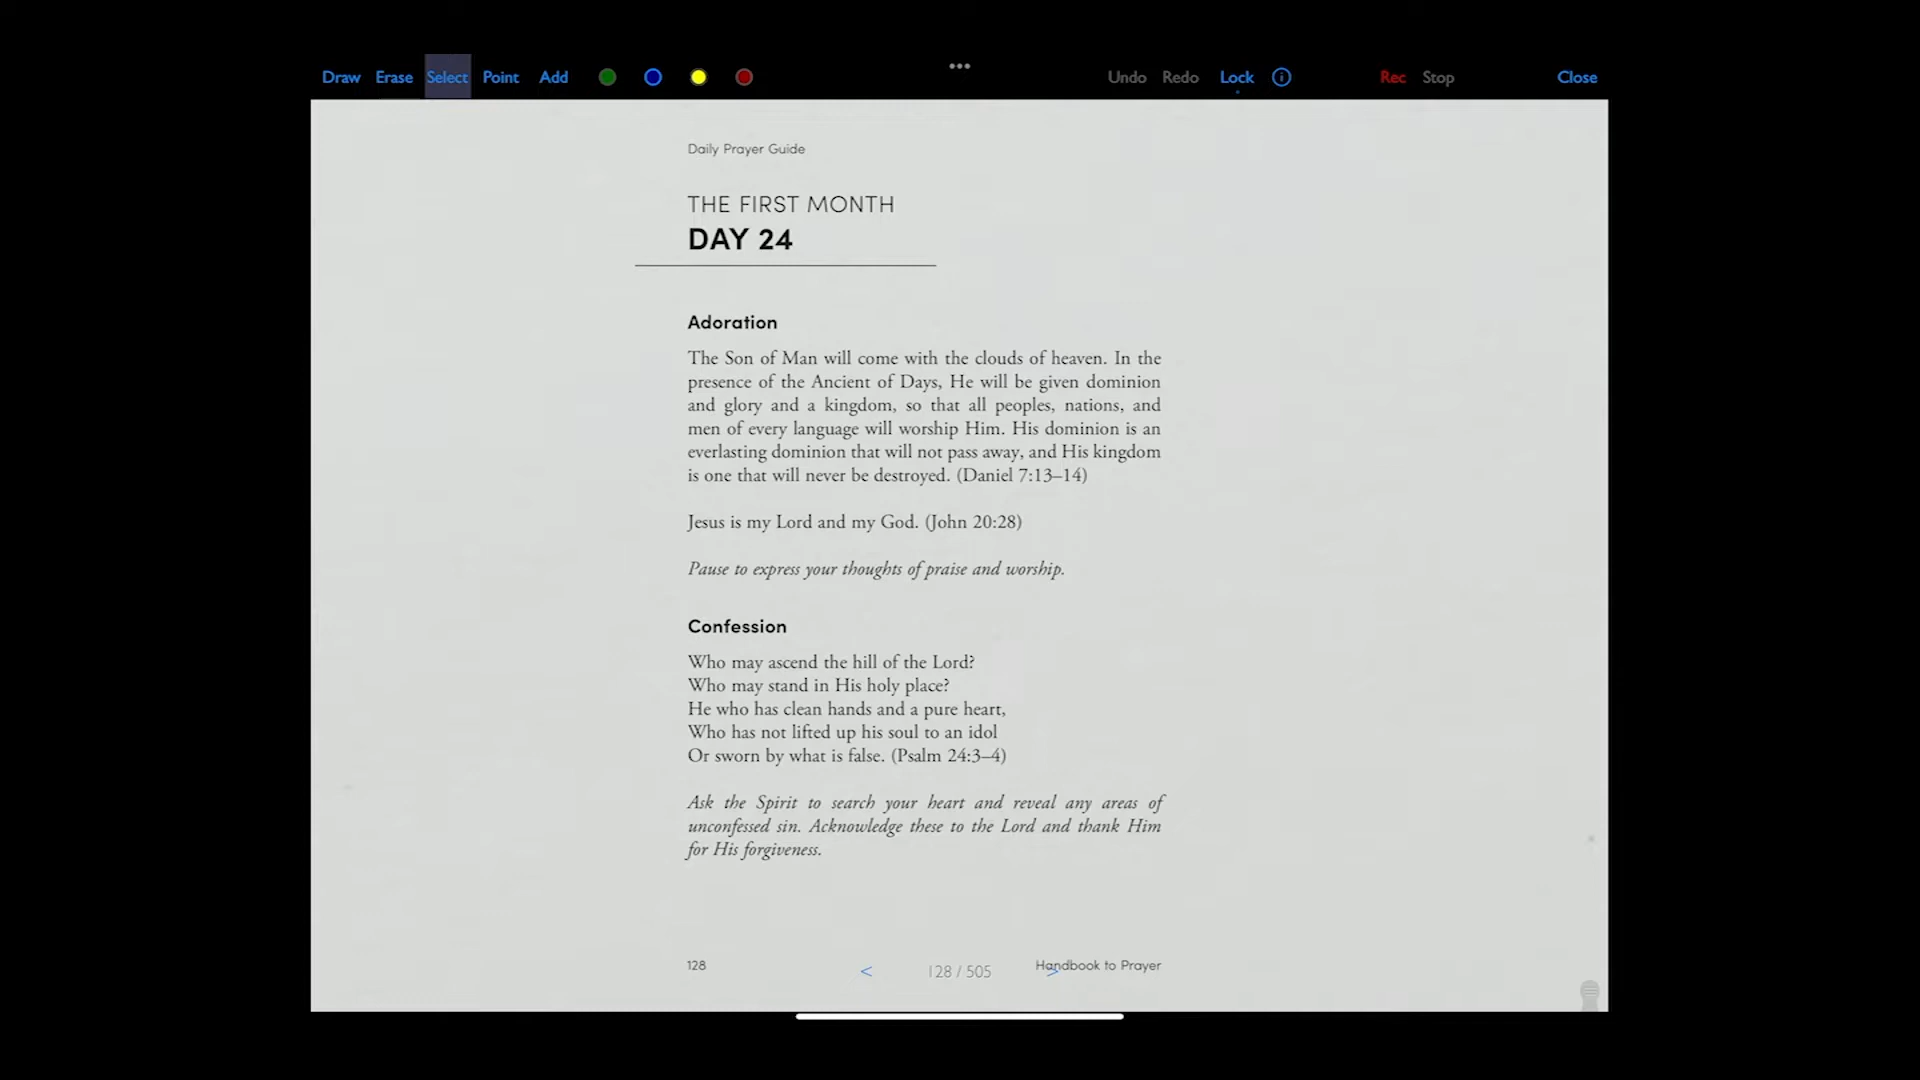 Draw Erase Select Point Add ••• Undo Redo Lock Rec Stop Close
Daily Prayer Guide
THE FIRST MONTH
DAY 24
Adoration
The Son of Man will come with the clouds of heaven. In the
presence of the Ancient of Days, He will be given dominion
and glory and a kingdom, so that all peoples, nations, and
men of every language will worship Him. His dominion is an
everlasting dominion that will not pass away, and His kingdom
is one that will never be destroyed. (Daniel 7:13–14)
Jesus is my Lord and my God. (John 20:28)
Pause to express your thoughts of praise and worship.
Confession
Who may ascend the hill of the Lord?
Who may stand in His holy place?
He who has clean hands and a pure heart,
Who has not lifted up his soul to an idol
Or sworn by what is false. (Psalm 24:3–4)
Ask the Spirit to search your heart and reveal any areas of
unconfessed sin. Acknowledge these to the Lord and thank Him
for His forgiveness.
128 < 128 / 505 > Handbook to Prayer